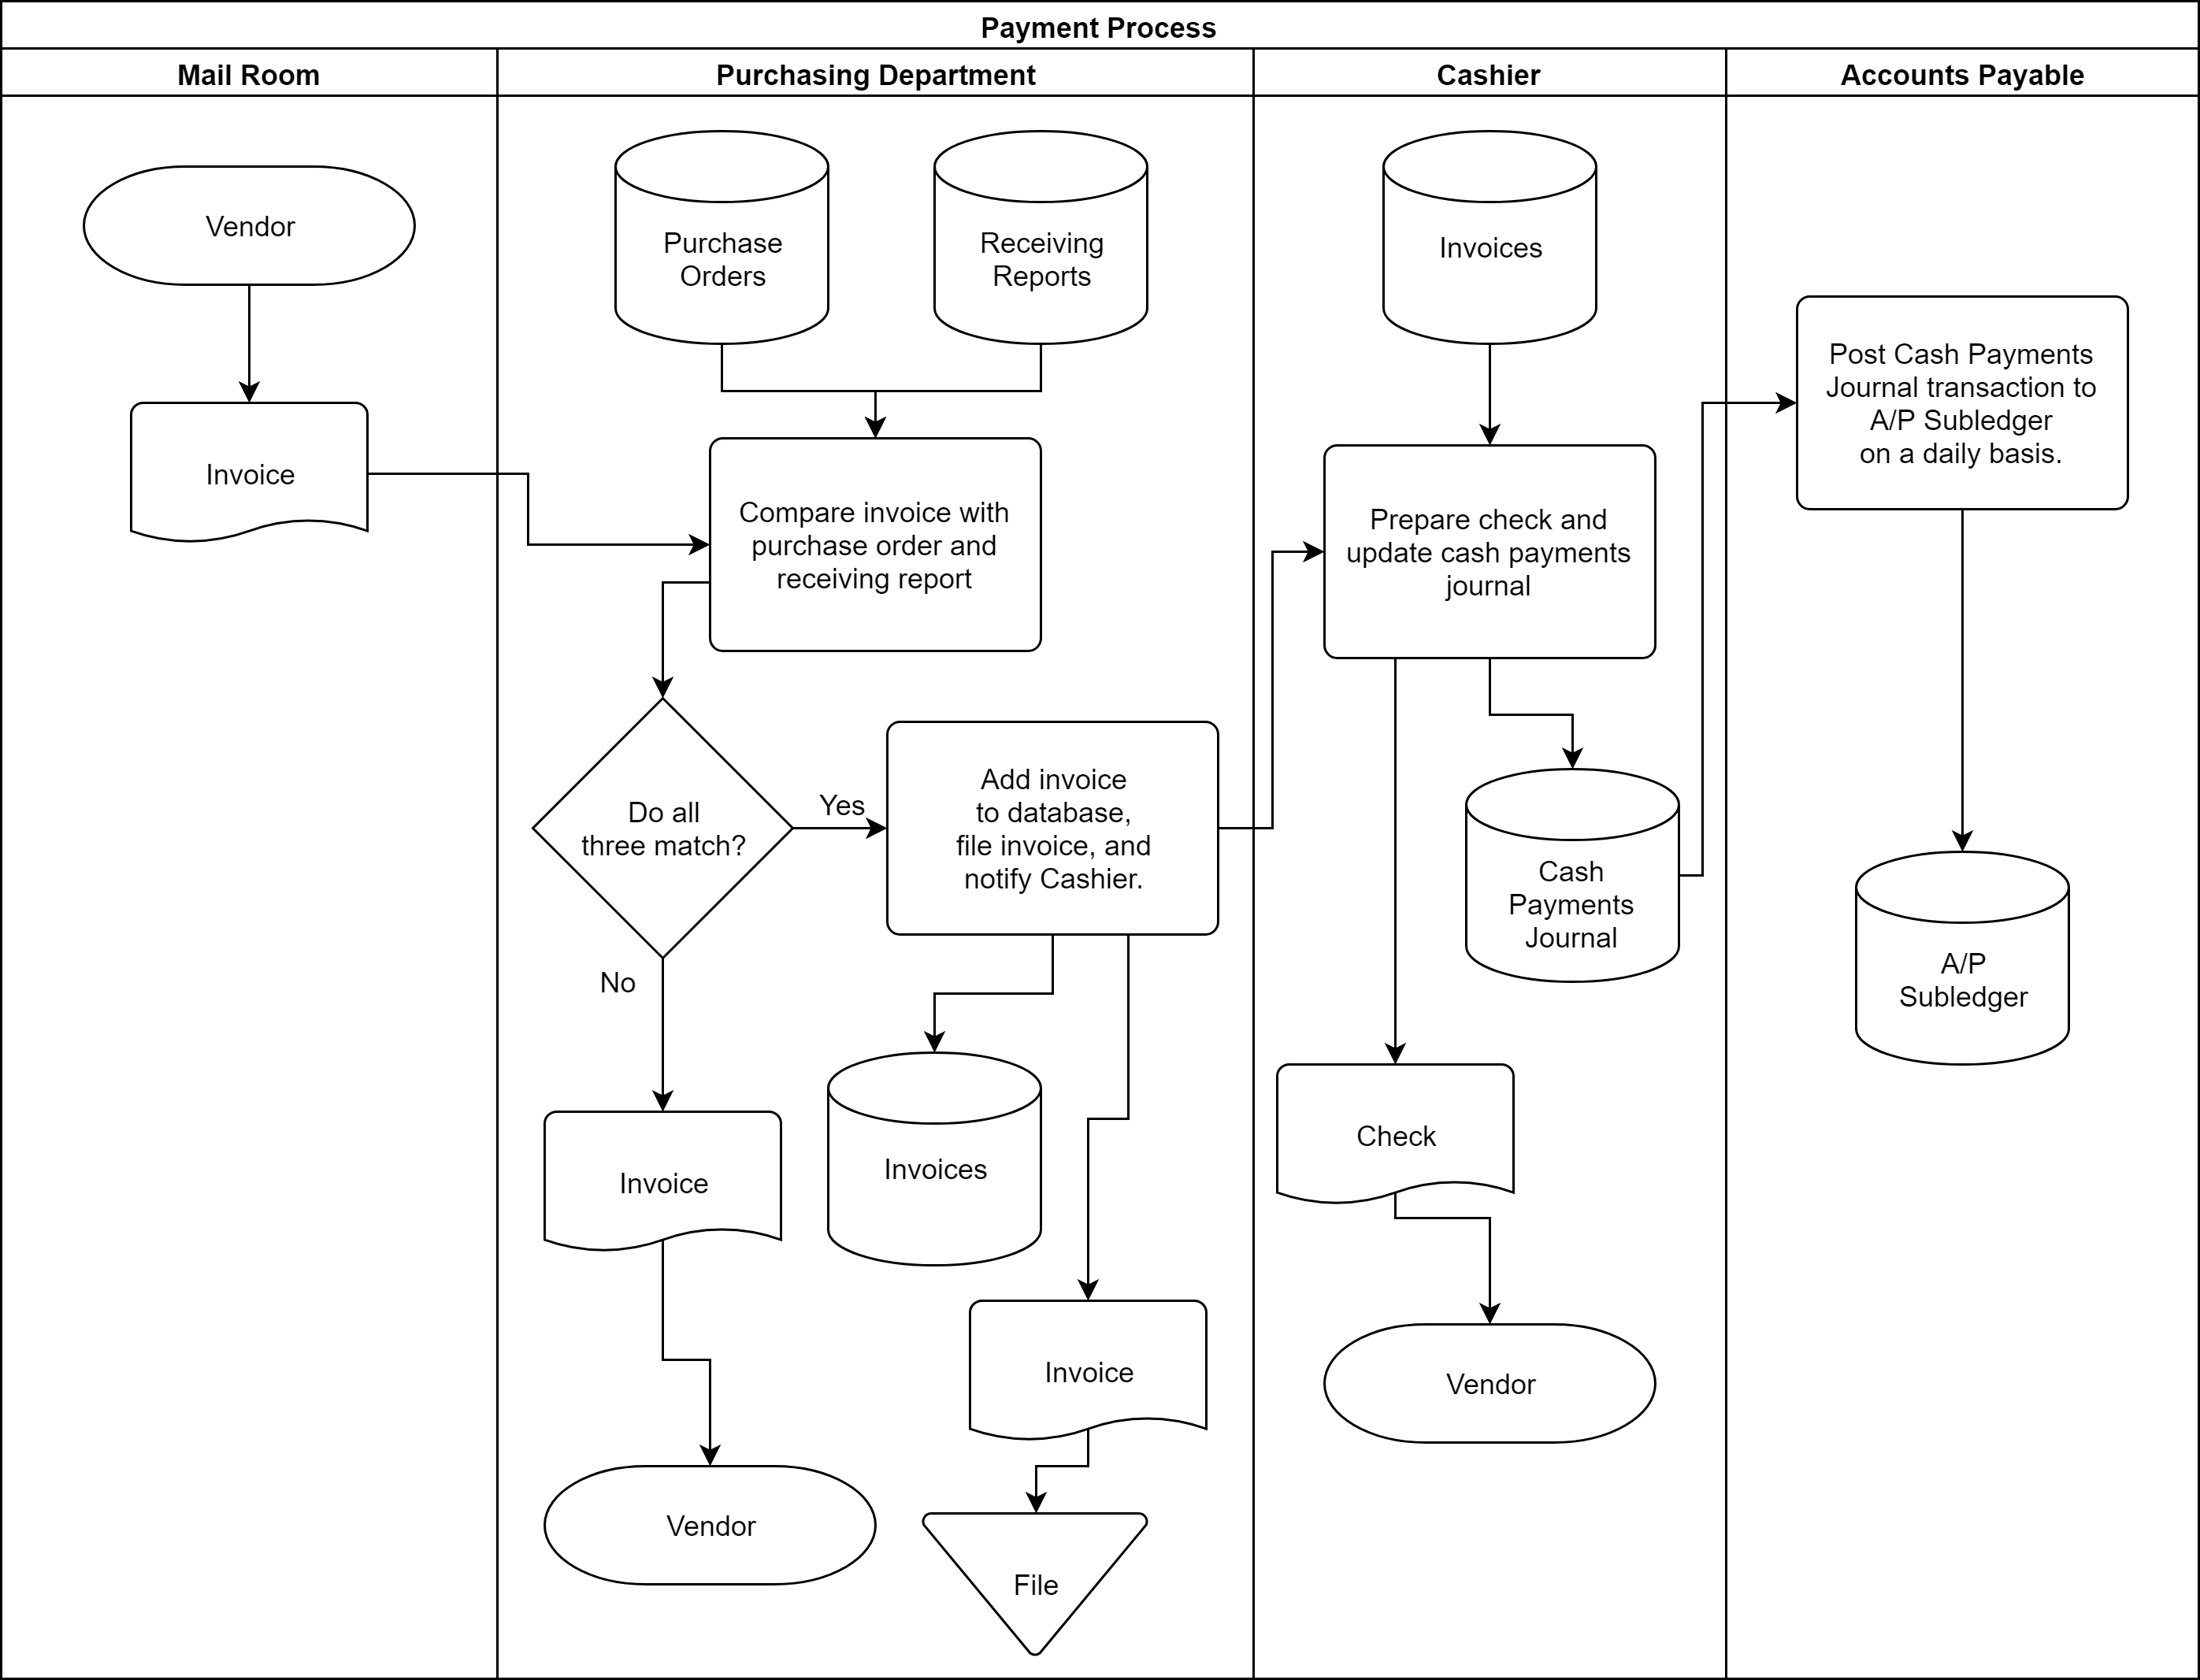 Payment Process
Mail Room
Purchasing Department
Cashier
Accounts Payable
Vendor
Invoice
Purchase
Orders
Receiving
Reports
Compare invoice with
purchase order and
receiving report
Do all
three match?
Yes
No
Add invoice
to database,
file invoice, and
notify Cashier.
Invoice
Vendor
Invoices
Invoice
File
Invoices
Prepare check and
update cash payments
journal
Cash
Payments
Journal
Check
Vendor
Post Cash Payments
Journal transaction to
A/P Subledger
on a daily basis.
A/P
Subledger